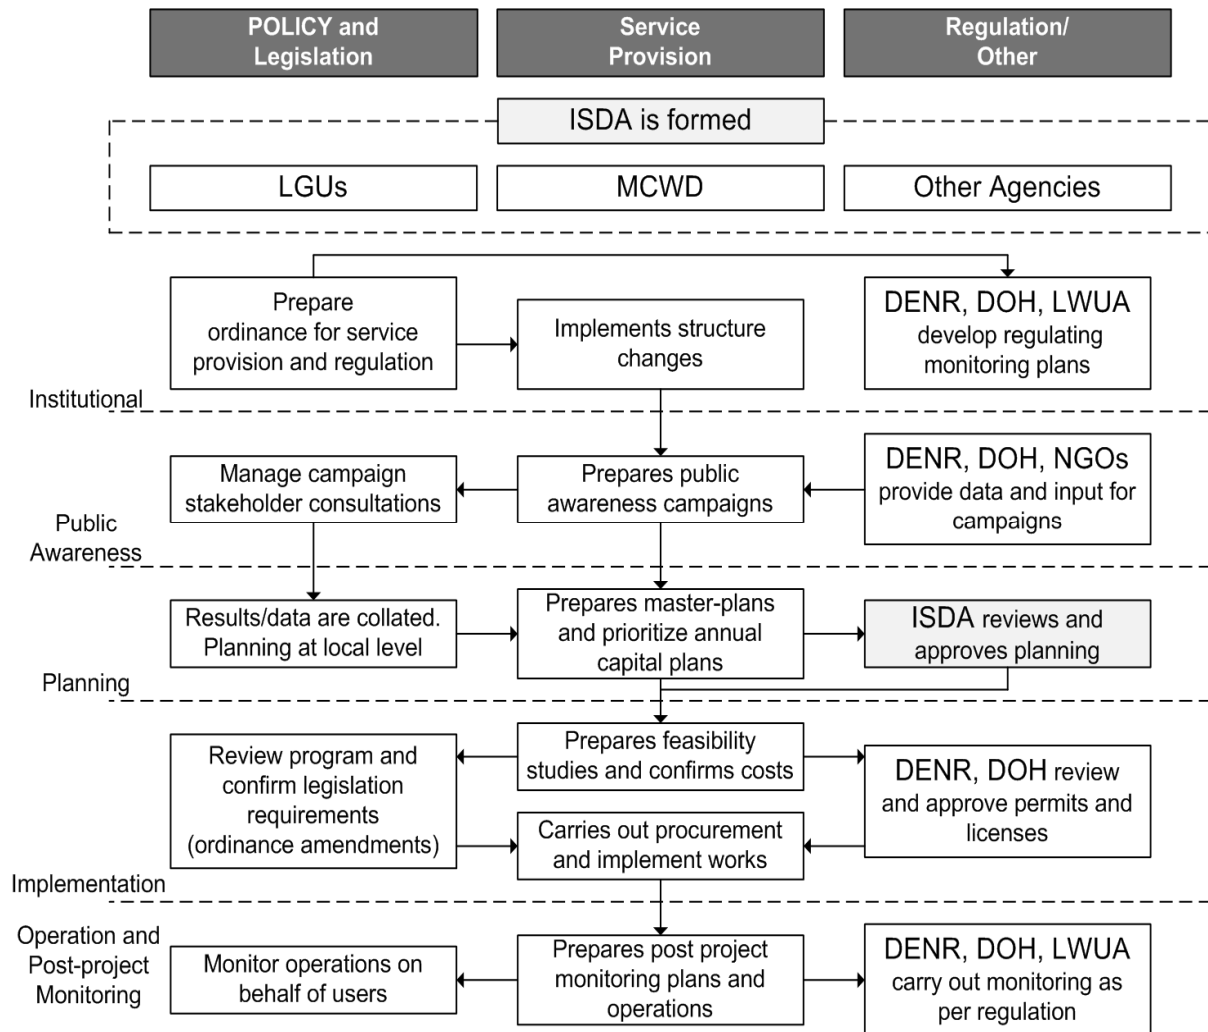 POLICY and
Legislation
Service
Provision
Regulation/
Other
ISDA is formed
LGUs
MCWD
Other Agencies
Prepare
ordinance for service
provision and regulation
Implements structure
changes
DENR, DOH, LWUA
develop regulating
monitoring plans
Institutional
Manage campaign
stakeholder consultations
Prepares public
awareness campaigns
DENR, DOH, NGOs
provide data and input for
campaigns
Public
Awareness
Results/data are collated.
Planning at local level
Prepares master-plans
and prioritize annual
capital plans
ISDA reviews and
approves planning
Planning
Review program and
confirm legislation
requirements
(ordinance amendments)
Prepares feasibility
studies and confirms costs
Carries out procurement
and implement works
DENR, DOH review
and approve permits and
licenses
Implementation
Operation and
Post-project
Monitoring
Monitor operations on
behalf of users
Prepares post project
monitoring plans and
operations
DENR, DOH, LWUA
carry out monitoring as
per regulation